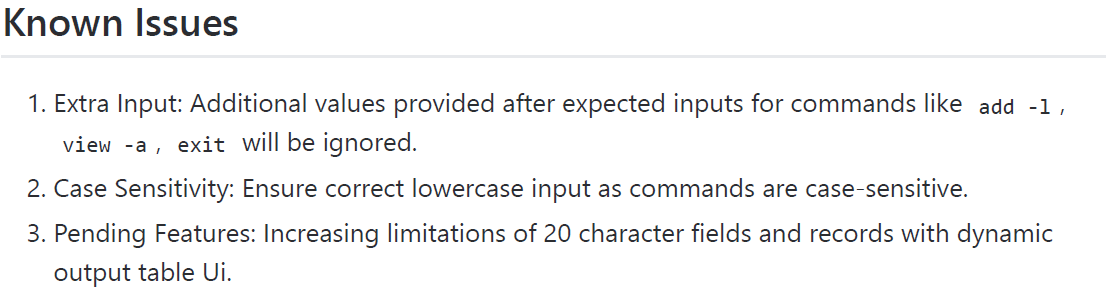 Known Issues
1. Extra Input: Additional values provided after expected inputs for commands like add -l ,
view -a , exit will be ignored.
2. Case Sensitivity: Ensure correct lowercase input as commands are case-sensitive.
3. Pending Features: Increasing limitations of 20 character fields and records with dynamic
output table Ui.